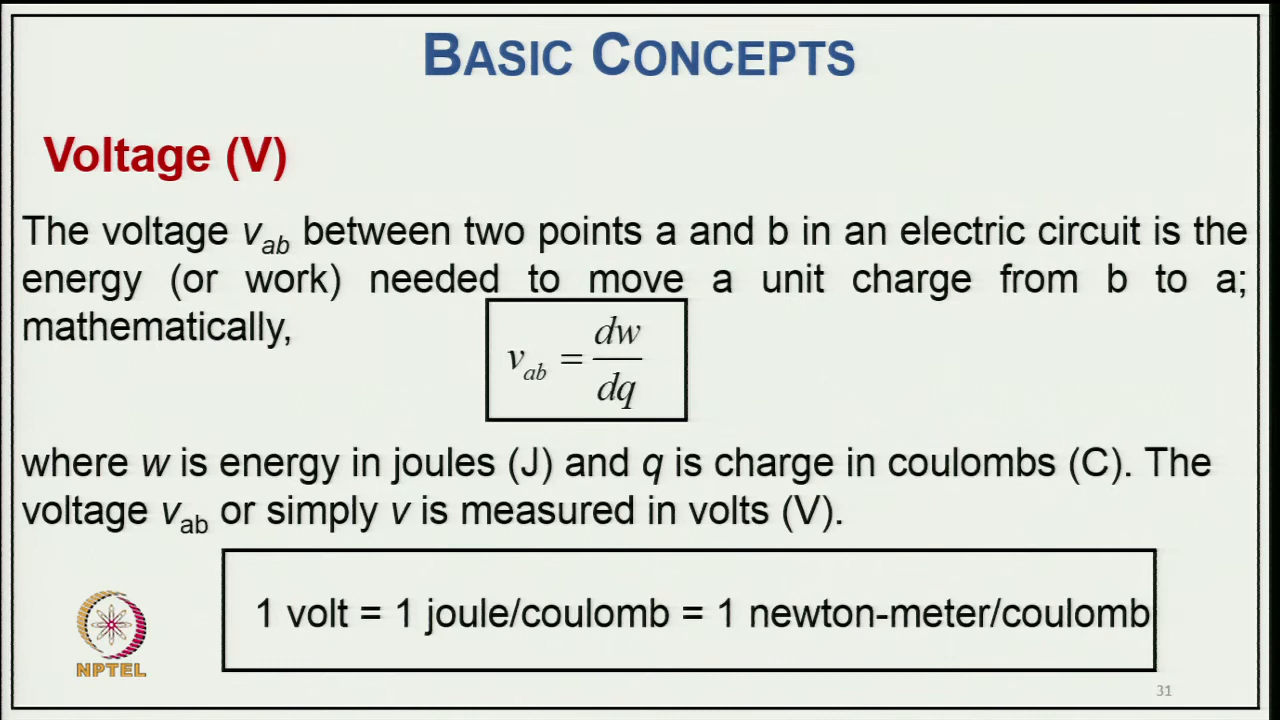 BASIC CONCEPTS
Voltage (V)
The voltage vab between two points a and b in an electric circuit is the
energy (or work) needed to move a unit charge from b to a;
mathematically,
vab = dw/dq
where w is energy in joules (J) and q is charge in coulombs (C). The
voltage vab or simply v is measured in volts (V).
1 volt = 1 joule/coulomb = 1 newton-meter/coulomb
NPTEL
31